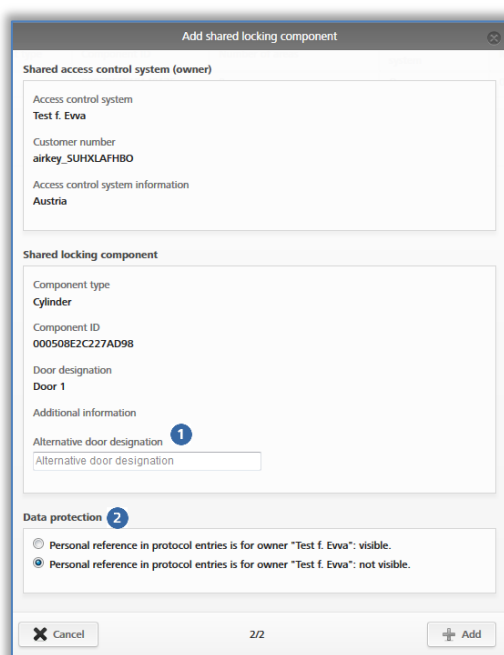 Add shared locking component
Shared access control system (owner)
Access control system
Test f. Evva
Customer number
airkey_SUHXLAFHBO
Access control system information
Austria
Shared locking component
Component type
Cylinder
Component ID
000508E2C227AD98
Door designation
Door 1
Additional information
Alternative door designation 1
Alternative door designation
Data protection 2
Personal reference in protocol entries is for owner "Test f. Evva": visible.
Personal reference in protocol entries is for owner "Test f. Evva": not visible.
Cancel 2/2 Add